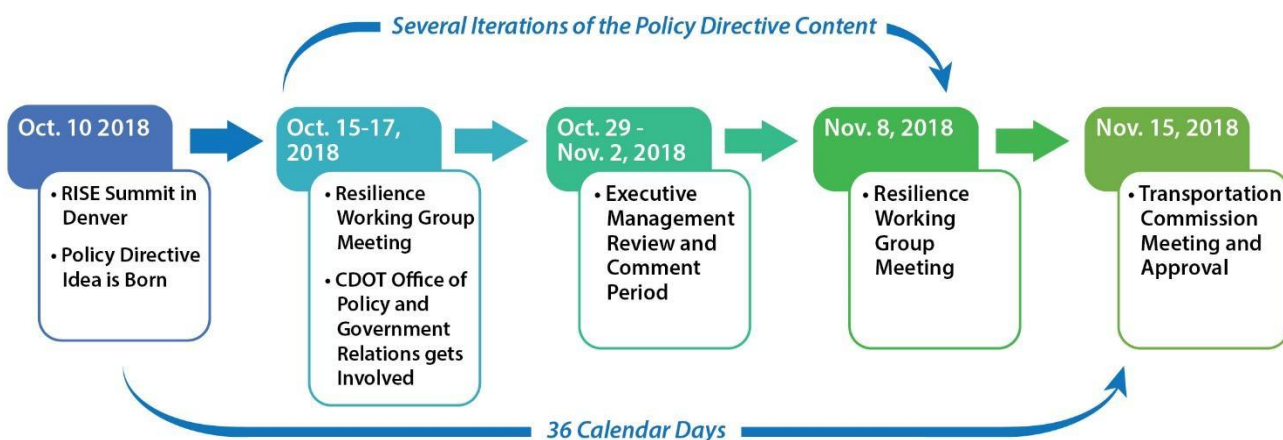 Several Iterations of the Policy Directive Content
Oct. 10 2018
• RISE Summit in
Denver
• Policy Directive
Idea is Born
Oct. 15-17,
2018
• Resilience
Working Group
Meeting
• CDOT Office of
Policy and
Government
Relations gets
Involved
Oct. 29 -
Nov. 2, 2018
• Executive
Management
Review and
Comment
Period
Nov. 8, 2018
• Resilience
Working
Group
Meeting
Nov. 15, 2018
• Transportation
Commission
Meeting and
Approval
36 Calendar Days